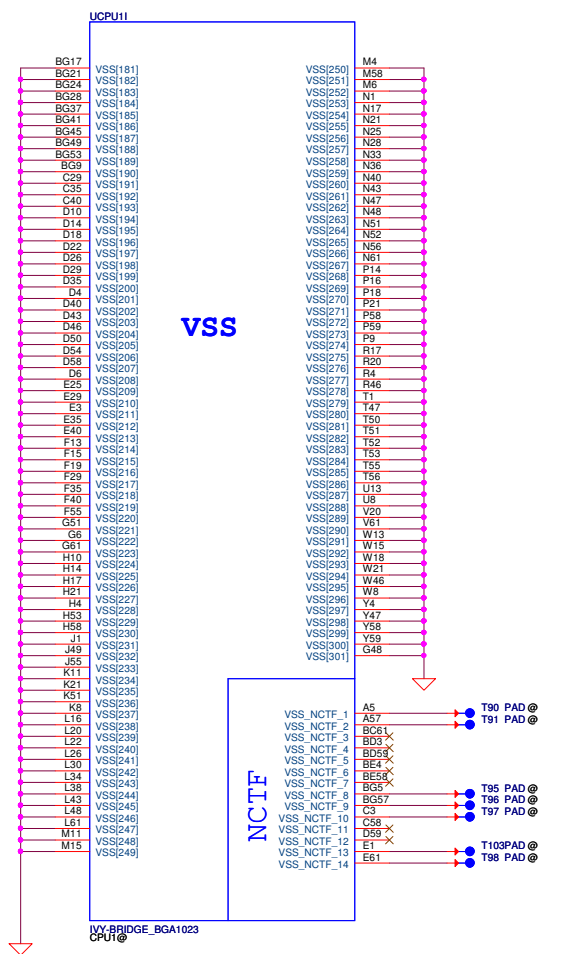 UCPU1I
BG17 VSS[181]
BG21 VSS[182]
BG24 VSS[183]
BG28 VSS[184]
BG37 VSS[185]
BG41 VSS[186]
BG45 VSS[187]
BG49 VSS[188]
BG53 VSS[189]
BG9 VSS[190]
C29 VSS[191]
C35 VSS[192]
C40 VSS[193]
D10 VSS[194]
D14 VSS[195]
D18 VSS[196]
D22 VSS[197]
D26 VSS[198]
D29 VSS[199]
D35 VSS[200]
D4 VSS[201]
D40 VSS[202]
D43 VSS[203]
D46 VSS[204]
D50 VSS[205]
D54 VSS[206]
D58 VSS[207]
D6 VSS[208]
E25 VSS[209]
E29 VSS[210]
E3 VSS[211]
E35 VSS[212]
E40 VSS[213]
F13 VSS[214]
F15 VSS[215]
F19 VSS[216]
F29 VSS[217]
F35 VSS[218]
F40 VSS[219]
F55 VSS[220]
G51 VSS[221]
G6 VSS[222]
G61 VSS[223]
H10 VSS[224]
H14 VSS[225]
H17 VSS[226]
H21 VSS[227]
H4 VSS[228]
H53 VSS[229]
H58 VSS[230]
J1 VSS[231]
J49 VSS[232]
J55 VSS[233]
K11 VSS[234]
K21 VSS[235]
K51 VSS[236]
K8 VSS[237]
L16 VSS[238]
L20 VSS[239]
L22 VSS[240]
L26 VSS[241]
L30 VSS[242]
L34 VSS[243]
L38 VSS[244]
L43 VSS[245]
L48 VSS[246]
L61 VSS[247]
M11 VSS[248]
M15 VSS[249]
VSS
VSS[250] M4
VSS[251] M58
VSS[252] M6
VSS[253] N1
VSS[254] N17
VSS[255] N21
VSS[256] N25
VSS[257] N28
VSS[258] N33
VSS[259] N36
VSS[260] N40
VSS[261] N43
VSS[262] N47
VSS[263] N48
VSS[264] N51
VSS[265] N52
VSS[266] N56
VSS[267] N61
VSS[268] P14
VSS[269] P16
VSS[270] P18
VSS[271] P21
VSS[272] P58
VSS[273] P59
VSS[274] P9
VSS[275] R17
VSS[276] R20
VSS[277] R4
VSS[278] R46
VSS[279] T1
VSS[280] T47
VSS[281] T50
VSS[282] T51
VSS[283] T52
VSS[284] T53
VSS[285] T55
VSS[286] T56
VSS[287] U13
VSS[288] U8
VSS[289] V20
VSS[290] V61
VSS[291] W13
VSS[292] W15
VSS[293] W18
VSS[294] W21
VSS[295] W46
VSS[296] W8
VSS[297] Y4
VSS[298] Y47
VSS[299] Y58
VSS[300] Y59
VSS[301] G48
NCTF
VSS_NCTF_1 A5 T90 PAD @
VSS_NCTF_2 A57 T91 PAD @
VSS_NCTF_3 BC61
VSS_NCTF_4 BD3
VSS_NCTF_5 BD59
VSS_NCTF_6 BE4
VSS_NCTF_7 BE58
VSS_NCTF_8 BG5 T95 PAD @
VSS_NCTF_9 BG57 T96 PAD @
VSS_NCTF_10 C3 T97 PAD @
VSS_NCTF_11 C58
VSS_NCTF_12 D59
VSS_NCTF_13 E1 T103PAD @
VSS_NCTF_14 E61 T98 PAD @
IVY-BRIDGE_BGA1023
CPU1@